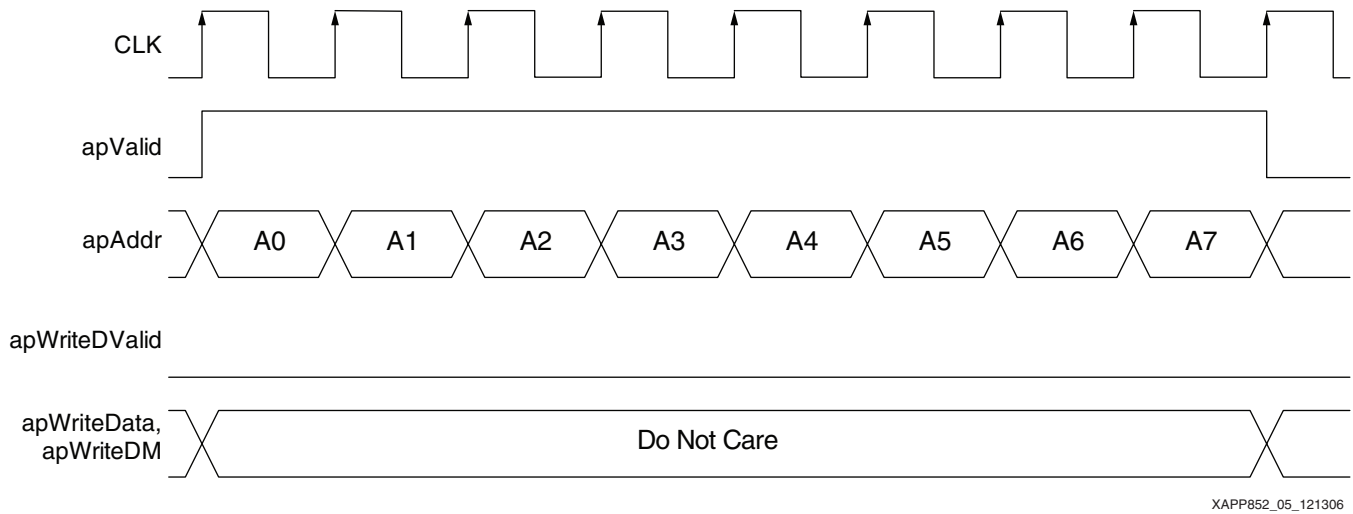 CLK
apValid
apAddr A0 A1 A2 A3 A4 A5 A6 A7
apWriteDValid
apWriteData,
apWriteDM
Do Not Care
XAPP852_05_121306